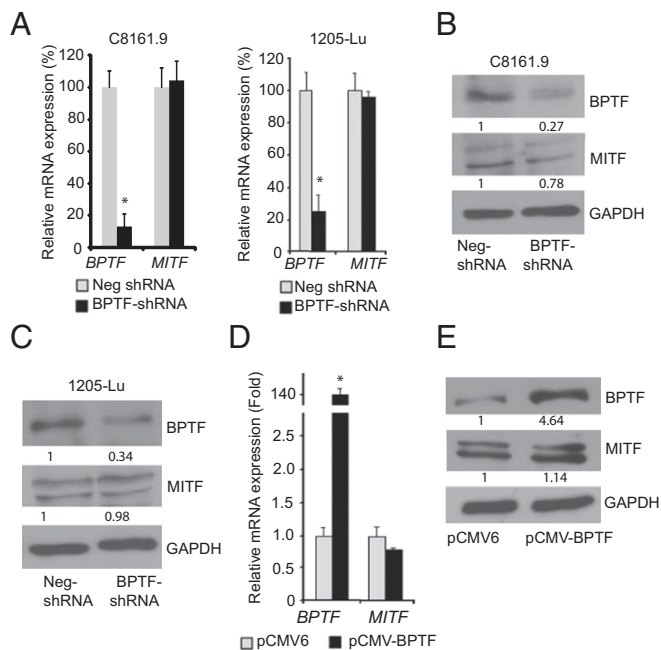 A
C8161.9
Relative mRNA expression (%)
120
100
80
60
40
20
0
*
BPTF MITF
Neg shRNA
BPTF-shRNA
1205-Lu
Relative mRNA expression (%)
120
100
80
60
40
20
0
*
BPTF MITF
Neg shRNA
BPTF-shRNA
B
C8161.9
BPTF
1 0.27
MITF
1 0.78
GAPDH
Neg- BPTF-
shRNA shRNA
C
1205-Lu
BPTF
1 0.34
MITF
1 0.98
GAPDH
Neg- BPTF-
shRNA shRNA
D
Relative mRNA expression (Fold)
140
2.5
2.0
1.5
1.0
0.5
0
*
BPTF MITF
pCMV6 pCMV-BPTF
E
BPTF
1 4.64
MITF
1 1.14
GAPDH
pCMV6 pCMV-BPTF